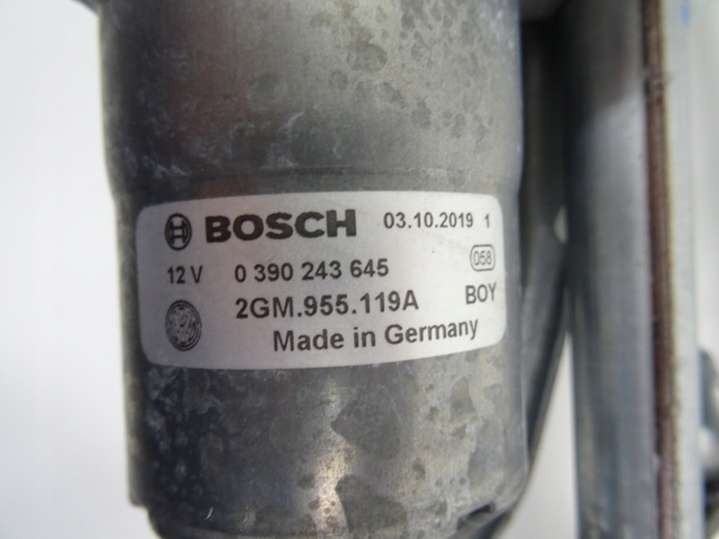 BOSCH 03.10.2019 1
12 V 0 390 243 645 058
2GM.955.119A BOY
Made in Germany